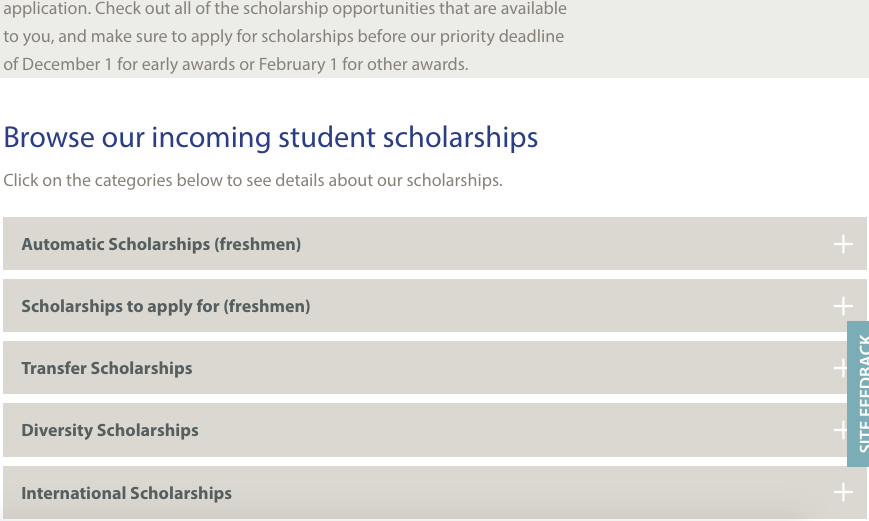 application. Check out all of the scholarship opportunities that are available
to you, and make sure to apply for scholarships before our priority deadline
of December 1 for early awards or February 1 for other awards.
Browse our incoming student scholarships
Click on the categories below to see details about our scholarships.
Automatic Scholarships (freshmen)
Scholarships to apply for (freshmen)
Transfer Scholarships
Diversity Scholarships
International Scholarships
SITE FEEDBACK